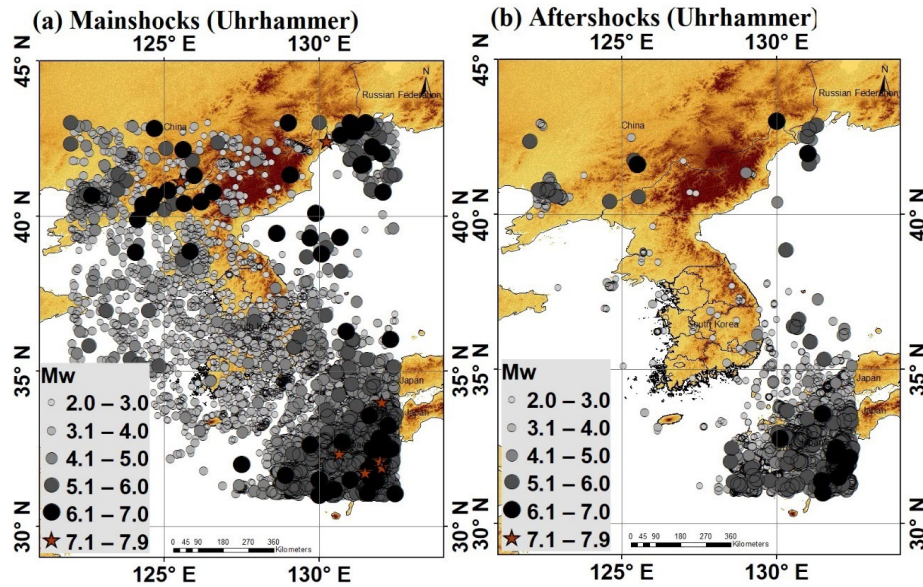 (a) Mainshocks (Uhrhammer)
125° E
130° E
45° N
40° N
35° N
30° N
N
Russian Federation
China
South Korea
Japan
Japan
Mw
2.0 – 3.0
3.1 – 4.0
4.1 – 5.0
5.1 – 6.0
6.1 – 7.0
7.1 – 7.9
0 45 90 180 270 360
Kilometers
(b) Aftershocks (Uhrhammer)
125° E
130° E
45° N
40° N
35° N
30° N
N
Russian Federation
China
South Korea
Japan
Japan
Mw
2.0 – 3.0
3.1 – 4.0
4.1 – 5.0
5.1 – 6.0
6.1 – 7.0
7.1 – 7.9
0 45 90 180 270 360
Kilometers